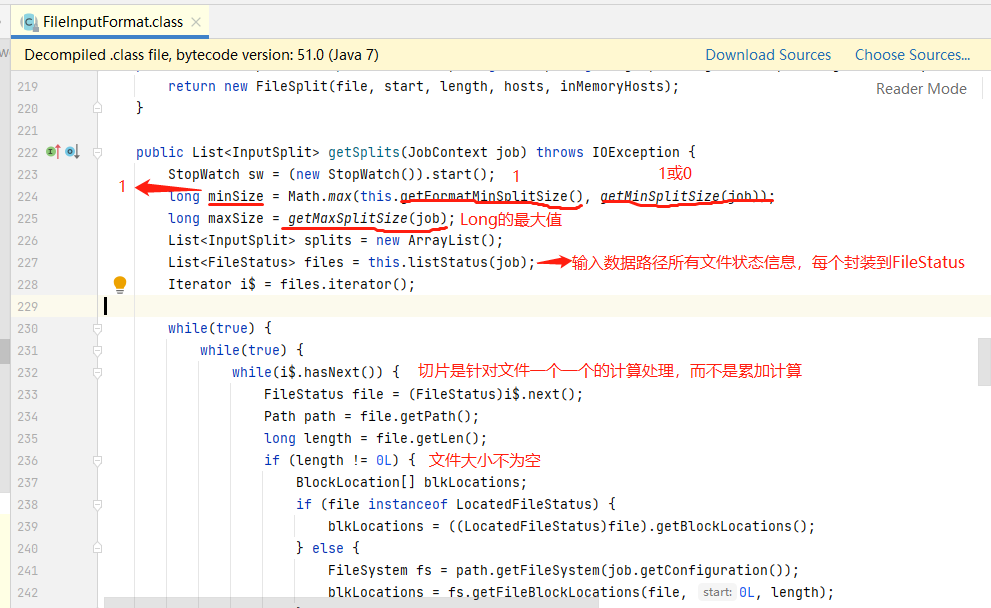 FileInputFormat.class
Decompiled .class file, bytecode version: 51.0 (Java 7) Download Sources Choose Sources...
Reader Mode
219 return new FileSplit(file, start, length, hosts, inMemoryHosts);
220 }
221
222 public List<InputSplit> getSplits(JobContext job) throws IOException {
223 StopWatch sw = (new StopWatch()).start(); 1 1或0
224 1 long minSize = Math.max(this.getFormatMinSplitSize(), getMinSplitSize(job));
225 long maxSize = getMaxSplitSize(job); Long的最大值
226 List<InputSplit> splits = new ArrayList();
227 List<FileStatus> files = this.listStatus(job); 输入数据路径所有文件状态信息，每个封装到FileStatus
228 Iterator i$ = files.iterator();
229
230 while(true) {
231 while(true) {
232 while(i$.hasNext()) { 切片是针对文件一个一个的计算处理，而不是累加计算
233 FileStatus file = (FileStatus)i$.next();
234 Path path = file.getPath();
235 long length = file.getLen();
236 if (length != 0L) { 文件大小不为空
237 BlockLocation[] blkLocations;
238 if (file instanceof LocatedFileStatus) {
239 blkLocations = ((LocatedFileStatus)file).getBlockLocations();
240 } else {
241 FileSystem fs = path.getFileSystem(job.getConfiguration());
242 blkLocations = fs.getFileBlockLocations(file, start: 0L, length);